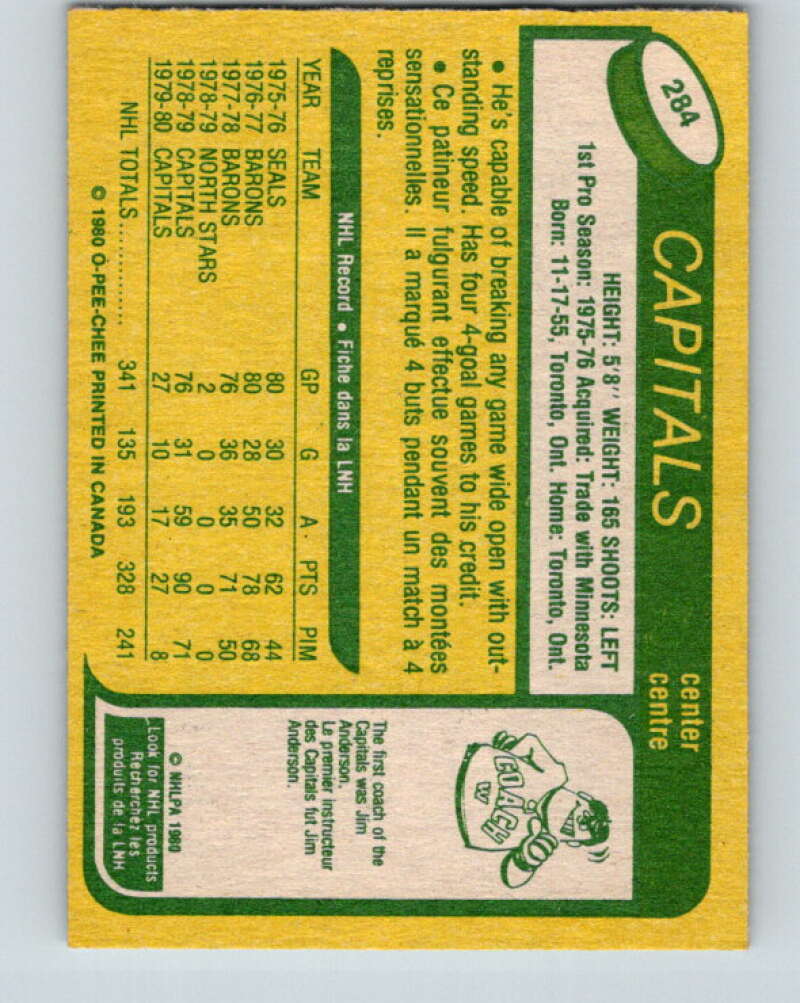 284
CAPITALS
center
centre
HEIGHT: 5'8" WEIGHT: 165 SHOOTS: LEFT
1st Pro Season: 1975-76 Acquired: Trade with Minnesota
Born: 11-17-55, Toronto, Ont. Home: Toronto, Ont.
• He's capable of breaking any game wide open with out-
standing speed. Has four 4-goal games to his credit.
• Ce patineur fulgurant effectue souvent des montées
sensationnelles. Il a marqué 4 buts pendant un match à 4
reprises.
NHL Record • Fiche dans la LNH
YEAR TEAM GP G A PTS PIM
1975-76 SEALS 80 30 32 62 44
1976-77 BARONS 80 28 50 78 68
1977-78 BARONS 76 36 35 71 50
1978-79 NORTH STARS 2 0 0 0 0
1978-79 CAPITALS 76 31 59 90 71
1979-80 CAPITALS 27 10 17 27 8
NHL TOTALS.............. 341 135 193 328 241
© 1980 O-PEE-CHEE PRINTED IN CANADA
COACH
W
The first coach of the
Capitals was Jim
Anderson.
Le premier instructeur
des Capitals fut Jim
Anderson.
© NHLPA 1980
Look for NHL products
Recherchez les
produits de la LNH